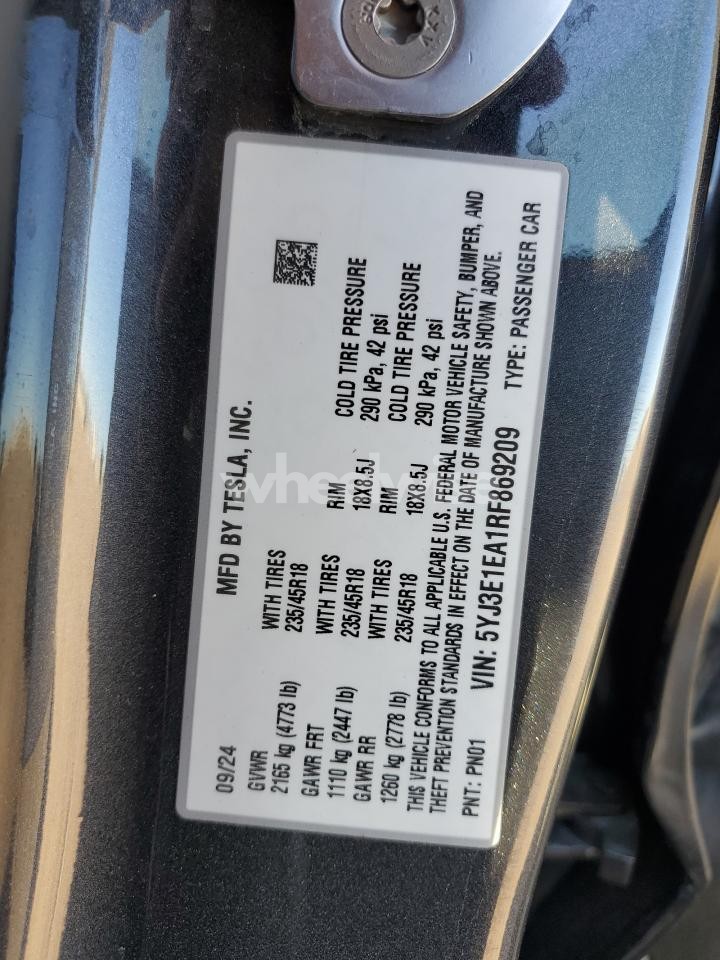 MFD BY TESLA, INC.
09/24
GVWR WITH TIRES
2165 kg (4773 lb) 235/45R18
GAWR FRT WITH TIRES RIM COLD TIRE PRESSURE
1110 kg (2447 lb) 235/45R18 18X8.5J 290 kPa, 42 psi
GAWR RR WITH TIRES RIM COLD TIRE PRESSURE
1260 kg (2778 lb) 235/45R18 18X8.5J 290 kPa, 42 psi
THIS VEHICLE CONFORMS TO ALL APPLICABLE U.S. FEDERAL MOTOR VEHICLE SAFETY, BUMPER, AND
THEFT PREVENTION STANDARDS IN EFFECT ON THE DATE OF MANUFACTURE SHOWN ABOVE.
VIN: 5YJ3E1EA1RF869209
PNT: PN01 TYPE: PASSENGER CAR